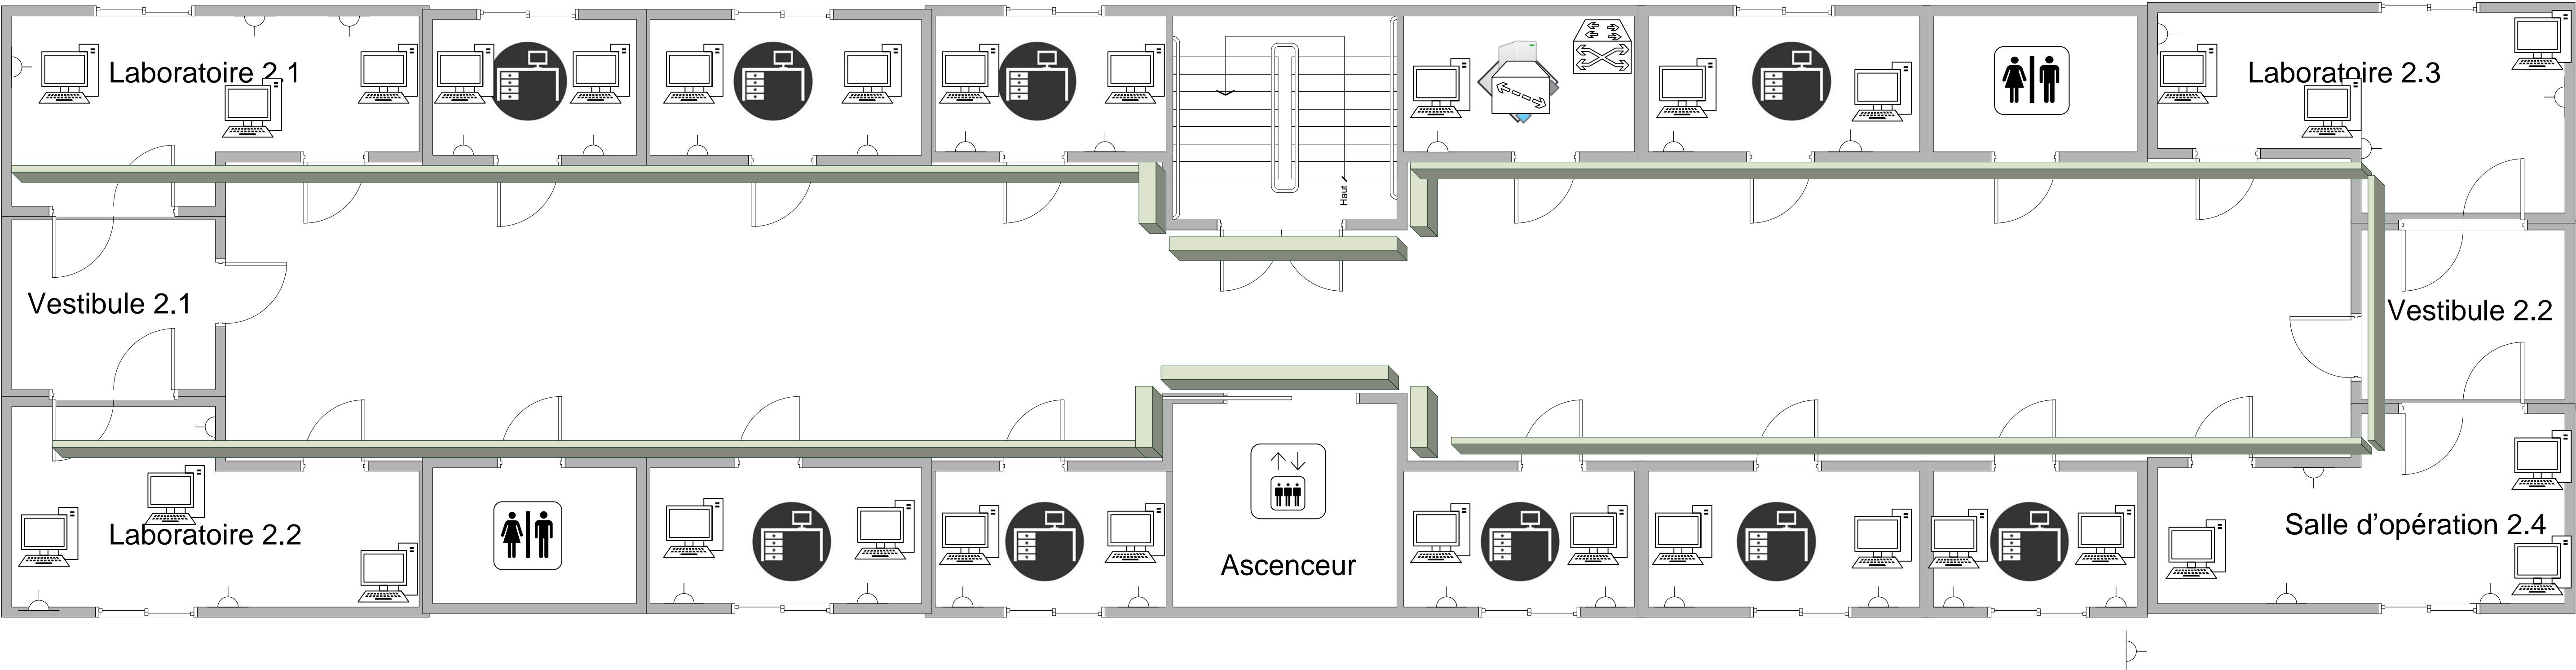 Laboratoire 2.1
Laboratoire 2.3
Haut
Vestibule 2.1
Vestibule 2.2
Laboratoire 2.2
Salle d'opération 2.4
Ascenceur